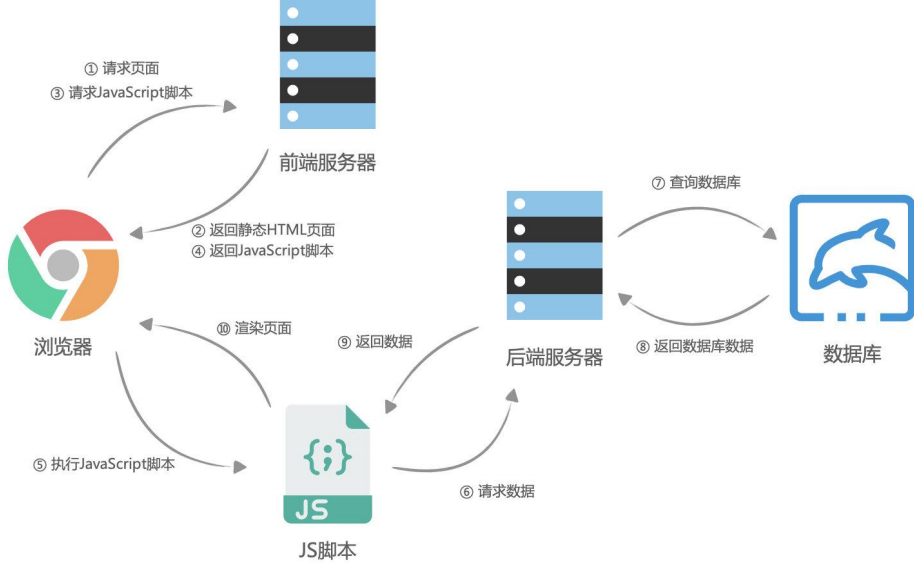 ① 请求页面
③ 请求JavaScript脚本
前端服务器
② 返回静态HTML页面
④ 返回JavaScript脚本
⑦ 查询数据库
浏览器
⑩ 渲染页面
⑨ 返回数据
后端服务器
⑧ 返回数据库数据
数据库
⑤ 执行JavaScript脚本
{;}
⑥ 请求数据
JS
JS脚本